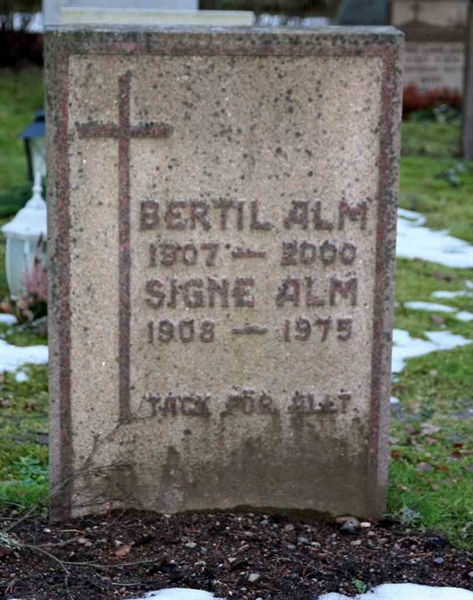 BERTIL ALM
1907 — 2000
SIGNE ALM
1908 — 1975
TACK FÖR ALLT